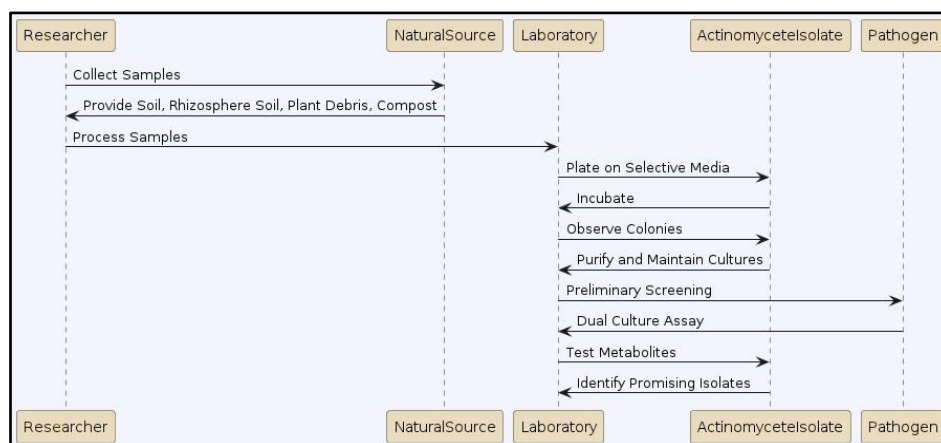 Researcher
NaturalSource
Laboratory
ActinomyceteIsolate
Pathogen
Collect Samples
Provide Soil, Rhizosphere Soil, Plant Debris, Compost
Process Samples
Plate on Selective Media
Incubate
Observe Colonies
Purify and Maintain Cultures
Preliminary Screening
Dual Culture Assay
Test Metabolites
Identify Promising Isolates
Researcher
NaturalSource
Laboratory
ActinomyceteIsolate
Pathogen